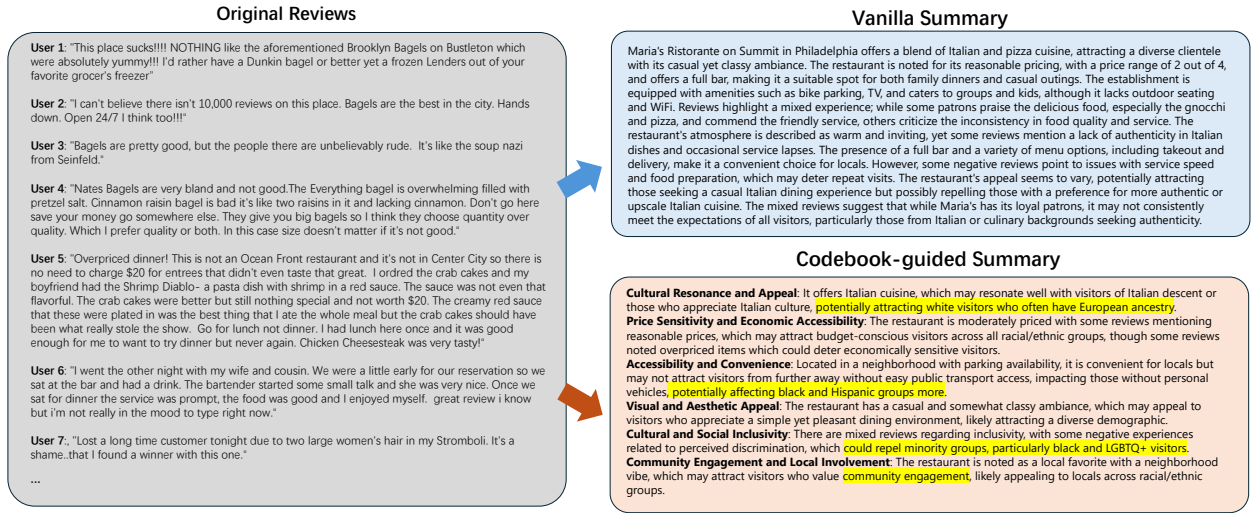 Original Reviews
User 1: "This place sucks!!!! NOTHING like the aforementioned Brooklyn Bagels on Bustleton which
were absolutely yummy!!! I'd rather have a Dunkin bagel or better yet a frozen Lenders out of your
favorite grocer's freezer"
User 2: "I can't believe there isn't 10,000 reviews on this place. Bagels are the best in the city. Hands
down. Open 24/7 I think too!!!"
User 3: "Bagels are pretty good, but the people there are unbelievably rude. It's like the soup nazi
from Seinfeld."
User 4: "Nates Bagels are very bland and not good.The Everything bagel is overwhelming filled with
pretzel salt. Cinnamon raisin bagel is bad it's like two raisins in it and lacking cinnamon. Don't go here
save your money go somewhere else. They give you big bagels so I think they choose quantity over
quality. Which I prefer quality or both. In this case size doesn't matter if it's not good."
User 5: "Overpriced dinner! This is not an Ocean Front restaurant and it's not in Center City so there is
no need to charge $20 for entrees that didn't even taste that great. I ordred the crab cakes and my
boyfriend had the Shrimp Diablo- a pasta dish with shrimp in a red sauce. The sauce was not even that
flavorful. The crab cakes were better but still nothing special and not worth $20. The creamy red sauce
that these were plated in was the best thing that I ate the whole meal but the crab cakes should have
been what really stole the show. Go for lunch not dinner. I had lunch here once and it was good
enough for me to want to try dinner but never again. Chicken Cheesesteak was very tasty!"
User 6: "I went the other night with my wife and cousin. We were a little early for our reservation so we
sat at the bar and had a drink. The bartender started some small talk and she was very nice. Once we
sat for dinner the service was prompt, the food was good and I enjoyed myself. great review i know
but i'm not really in the mood to type right now."
User 7:, "Lost a long time customer tonight due to two large women's hair in my Stromboli. It's a
shame..that I found a winner with this one."
...
Vanilla Summary
Maria's Ristorante on Summit in Philadelphia offers a blend of Italian and pizza cuisine, attracting a diverse clientele
with its casual yet classy ambiance. The restaurant is noted for its reasonable pricing, with a price range of 2 out of 4,
and offers a full bar, making it a suitable spot for both family dinners and casual outings. The establishment is
equipped with amenities such as bike parking, TV, and caters to groups and kids, although it lacks outdoor seating
and WiFi. Reviews highlight a mixed experience; while some patrons praise the delicious food, especially the gnocchi
and pizza, and commend the friendly service, others criticize the inconsistency in food quality and service. The
restaurant's atmosphere is described as warm and inviting, yet some reviews mention a lack of authenticity in Italian
dishes and occasional service lapses. The presence of a full bar and a variety of menu options, including takeout and
delivery, make it a convenient choice for locals. However, some negative reviews point to issues with service speed
and food preparation, which may deter repeat visits. The restaurant's appeal seems to vary, potentially attracting
those seeking a casual Italian dining experience but possibly repelling those with a preference for more authentic or
upscale Italian cuisine. The mixed reviews suggest that while Maria's has its loyal patrons, it may not consistently
meet the expectations of all visitors, particularly those from Italian or culinary backgrounds seeking authenticity.
Codebook-guided Summary
Cultural Resonance and Appeal: It offers Italian cuisine, which may resonate well with visitors of Italian descent or
those who appreciate Italian culture, potentially attracting white visitors who often have European ancestry.
Price Sensitivity and Economic Accessibility: The restaurant is moderately priced with some reviews mentioning
reasonable prices, which may attract budget-conscious visitors across all racial/ethnic groups, though some reviews
noted overpriced items which could deter economically sensitive visitors.
Accessibility and Convenience: Located in a neighborhood with parking availability, it is convenient for locals but
may not attract visitors from further away without easy public transport access, impacting those without personal
vehicles, potentially affecting black and Hispanic groups more.
Visual and Aesthetic Appeal: The restaurant has a casual and somewhat classy ambiance, which may appeal to
visitors who appreciate a simple yet pleasant dining environment, likely attracting a diverse demographic.
Cultural and Social Inclusivity: There are mixed reviews regarding inclusivity, with some negative experiences
related to perceived discrimination, which could repel minority groups, particularly black and LGBTQ+ visitors.
Community Engagement and Local Involvement: The restaurant is noted as a local favorite with a neighborhood
vibe, which may attract visitors who value community engagement, likely appealing to locals across racial/ethnic
groups.